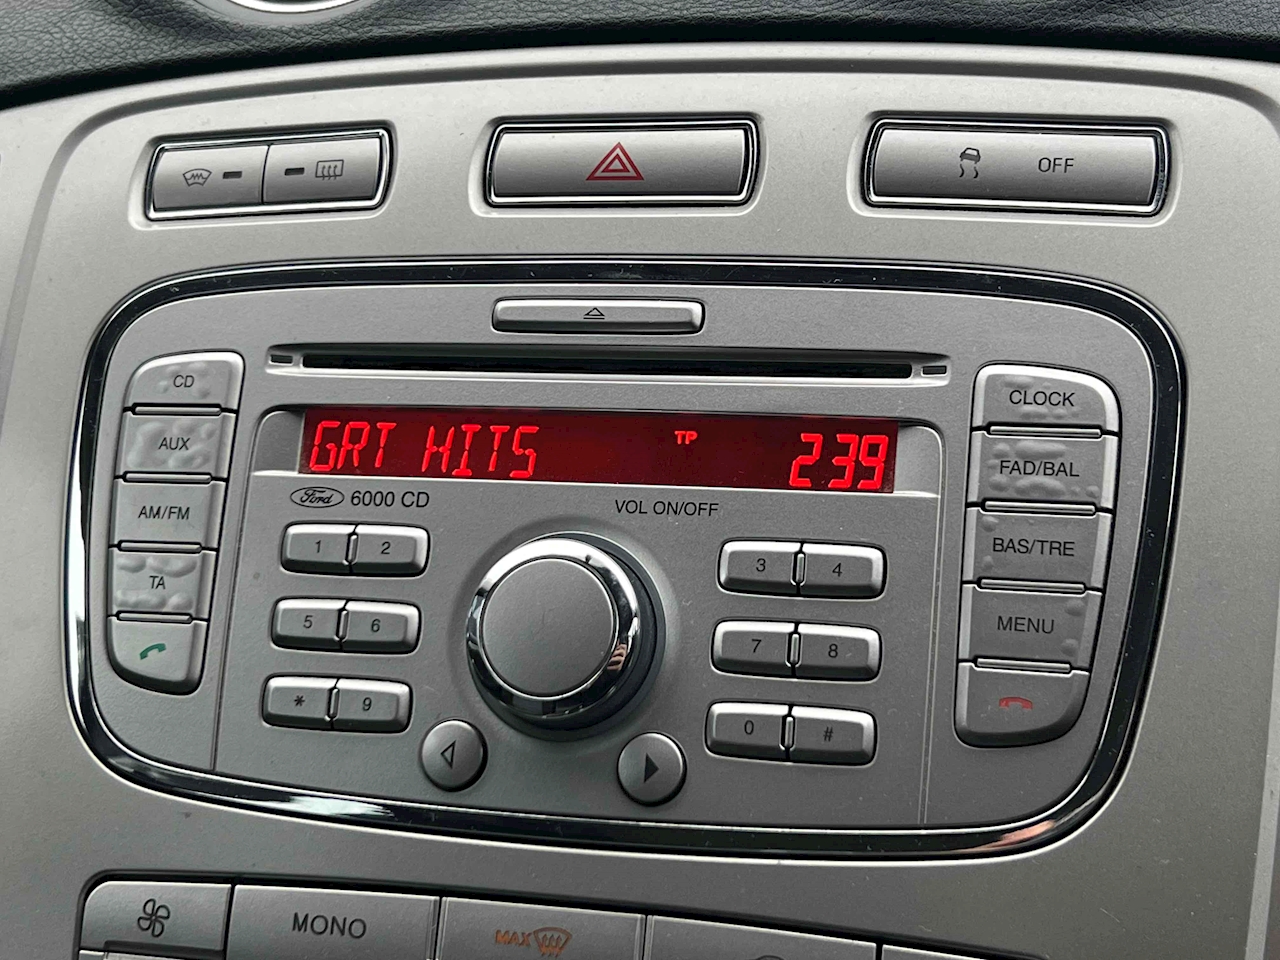 OFF
CD
AUX
AM/FM
TA
GRT HITS TP 239
Ford 6000 CD
VOL ON/OFF
1 2
5 6
* 9
3 4
7 8
0 #
CLOCK
FAD/BAL
BAS/TRE
MENU
MONO
MAX